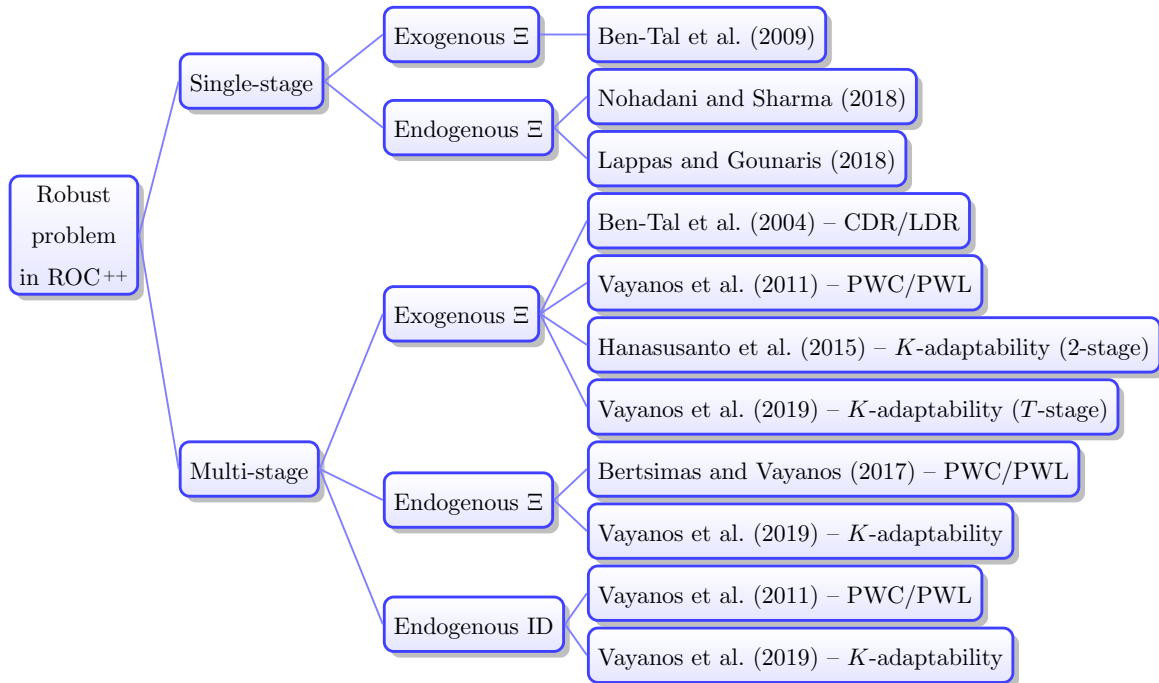 Robust
problem
in ROC++
Single-stage
Exogenous Ξ
Ben-Tal et al. (2009)
Endogenous Ξ
Nohadani and Sharma (2018)
Lappas and Gounaris (2018)
Multi-stage
Exogenous Ξ
Ben-Tal et al. (2004) – CDR/LDR
Vayanos et al. (2011) – PWC/PWL
Hanasusanto et al. (2015) – K-adaptability (2-stage)
Vayanos et al. (2019) – K-adaptability (T-stage)
Endogenous Ξ
Bertsimas and Vayanos (2017) – PWC/PWL
Vayanos et al. (2019) – K-adaptability
Endogenous ID
Vayanos et al. (2011) – PWC/PWL
Vayanos et al. (2019) – K-adaptability